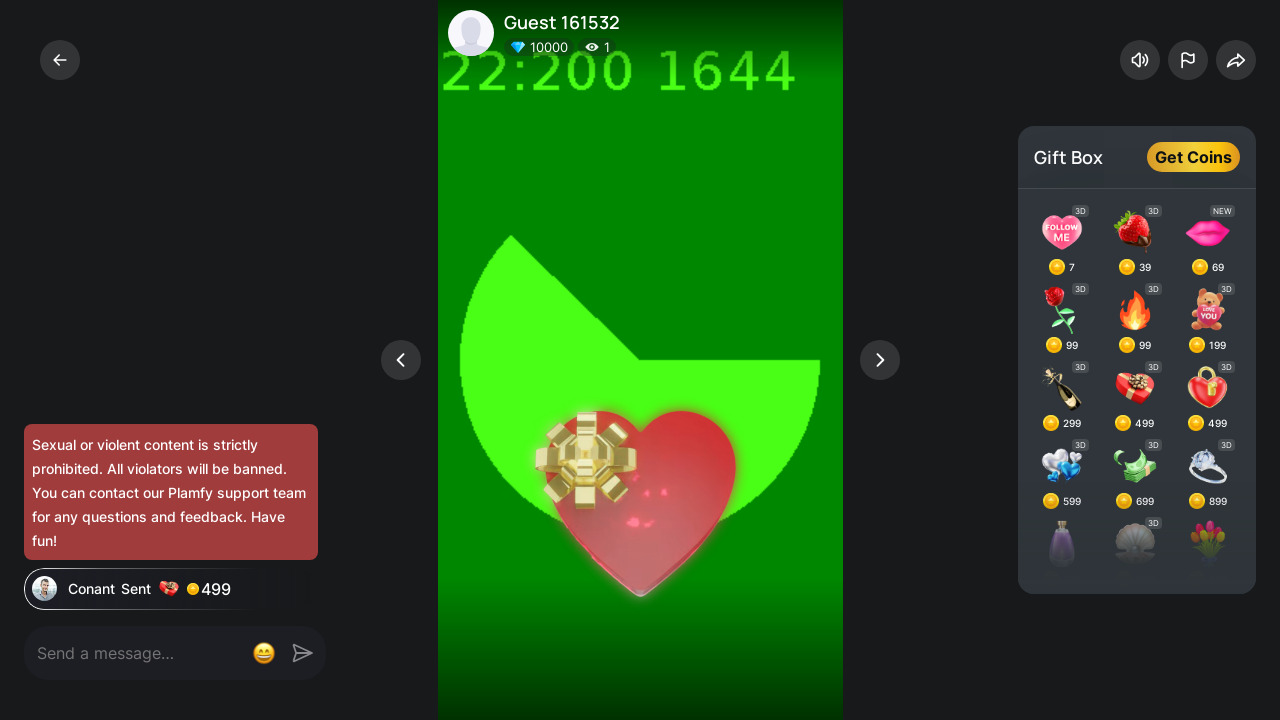 Guest 161532
10000 1
22:200 1644
Gift Box
Get Coins
3D 3D NEW
FOLLOW
ME
7 39 69
3D 3D 3D
LOVE
YOU
99 99 199
3D 3D 3D
299 499 499
3D 3D 3D
599 699 899
3D
Sexual or violent content is strictly
prohibited. All violators will be banned.
You can contact our Plamfy support team
for any questions and feedback. Have
fun!
Conant Sent 499
Send a message...